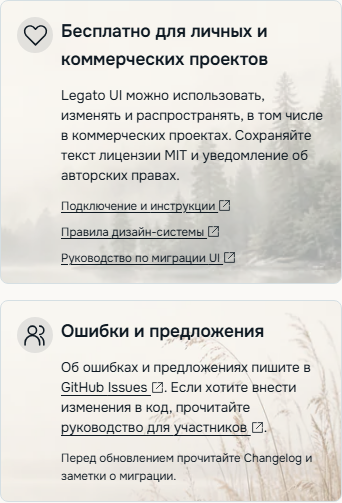 Бесплатно для личных и
коммерческих проектов
Legato UI можно использовать,
изменять и распространять, в том числе
в коммерческих проектах. Сохраняйте
текст лицензии MIT и уведомление об
авторских правах.
Подключение и инструкции
Правила дизайн-системы
Руководство по миграции UI
Ошибки и предложения
Об ошибках и предложениях пишите в
GitHub Issues. Если хотите внести
изменения в код, прочитайте
руководство для участников.
Перед обновлением прочитайте Changelog и
заметки о миграции.